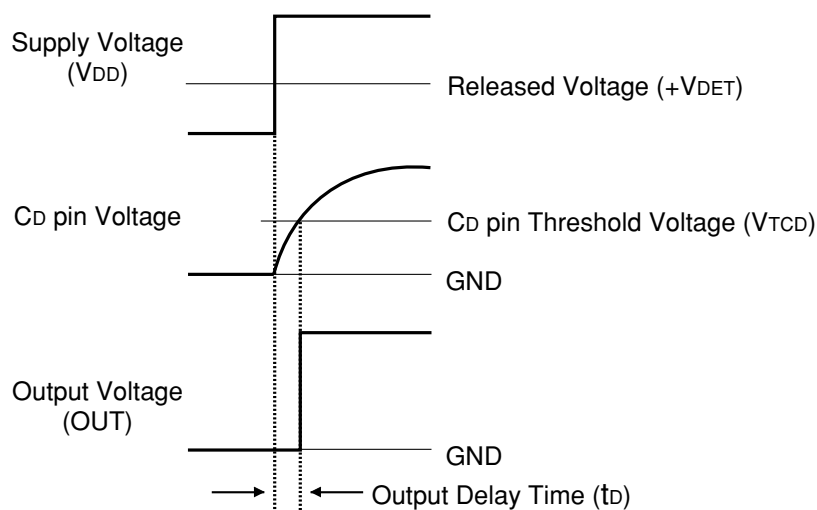 Supply Voltage
(VDD)
Released Voltage (+VDET)
CD pin Voltage
CD pin Threshold Voltage (VTCD)
GND
Output Voltage
(OUT)
GND
Output Delay Time (tD)